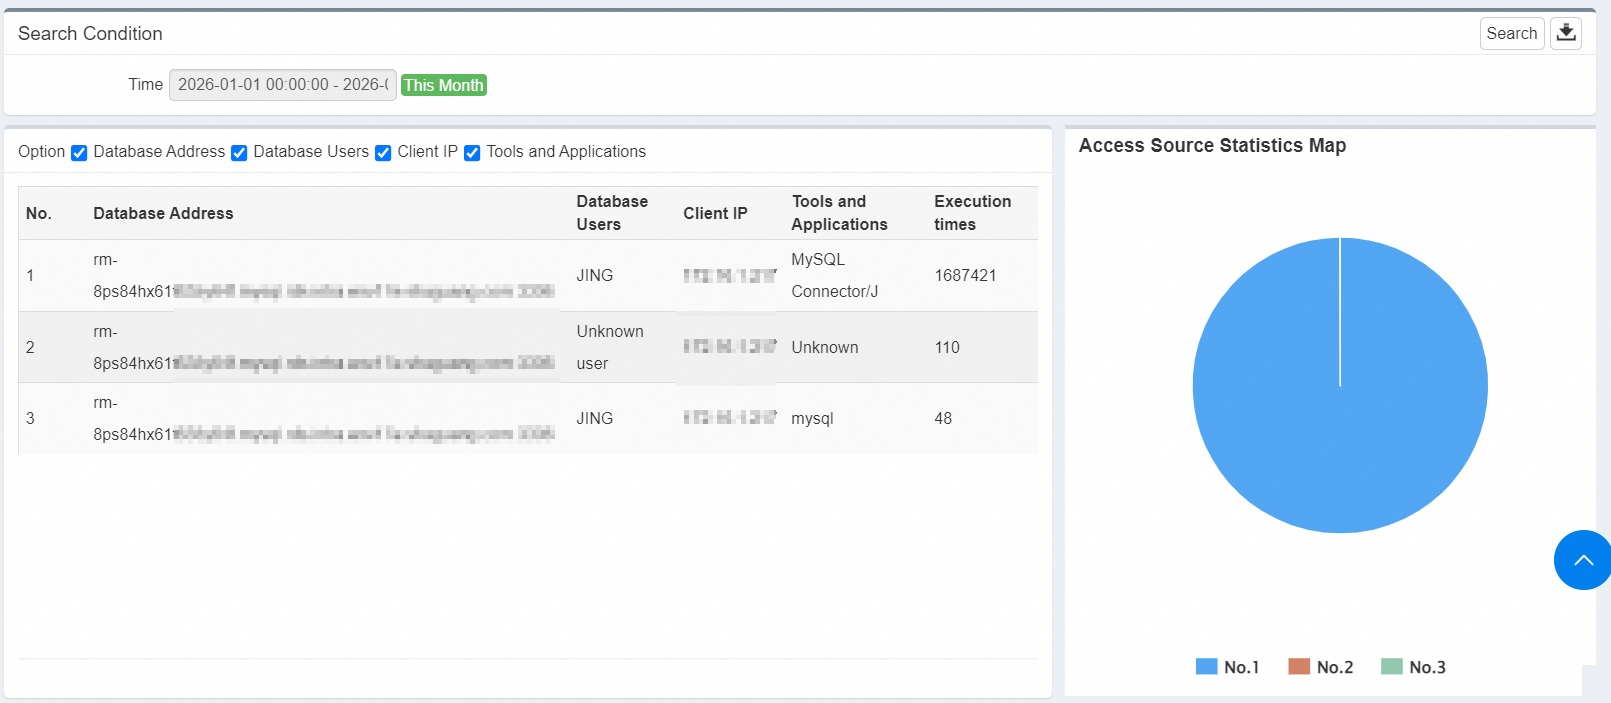 Search Condition
Search
Time 2026-01-01 00:00:00 - 2026-0
This Month
Option Database Address Database Users Client IP Tools and Applications
No. Database Address Database Users Client IP Tools and Applications Execution times
1 rm-8ps84hx61 JING MySQL Connector/J 1687421
2 rm-8ps84hx61 Unknown user Unknown 110
3 rm-8ps84hx61 JING mysql 48
Access Source Statistics Map
No.1 No.2 No.3